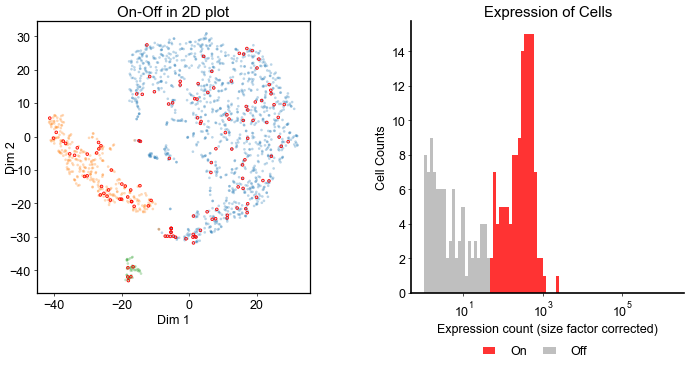 On-Off in 2D plot
Dim 2
30
20
10
0
−10
−20
−30
−40
−40
−20
0
20
Dim 1
Expression of Cells
Cell Counts
14
12
10
8
6
4
2
0
10^1
10^3
10^5
Expression count (size factor corrected)
On
Off